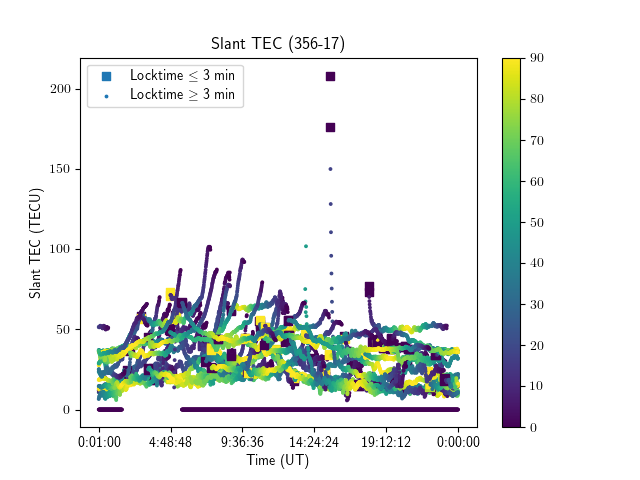 Slant TEC (356-17)
Locktime ≤ 3 min
Locktime ≥ 3 min
200
150
100
50
0
Slant TEC (TECU)
0:01:00 4:48:48 9:36:36 14:24:24 19:12:12 0:00:00
Time (UT)
90
80
70
60
50
40
30
20
10
0